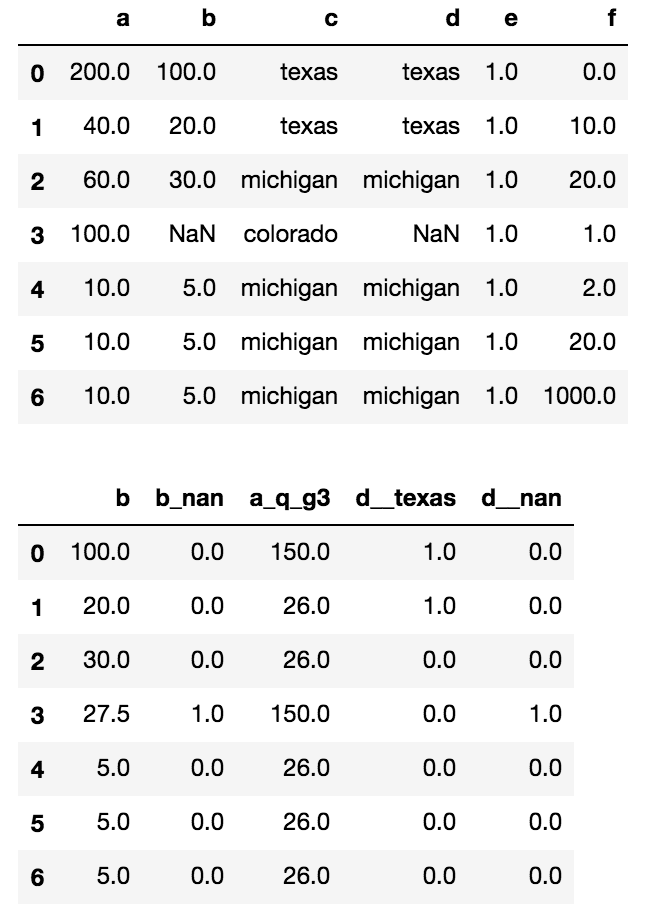 a b c d e f
0 200.0 100.0 texas texas 1.0 0.0
1 40.0 20.0 texas texas 1.0 10.0
2 60.0 30.0 michigan michigan 1.0 20.0
3 100.0 NaN colorado NaN 1.0 1.0
4 10.0 5.0 michigan michigan 1.0 2.0
5 10.0 5.0 michigan michigan 1.0 20.0
6 10.0 5.0 michigan michigan 1.0 1000.0
b b_nan a_q_g3 d__texas d__nan
0 100.0 0.0 150.0 1.0 0.0
1 20.0 0.0 26.0 1.0 0.0
2 30.0 0.0 26.0 0.0 0.0
3 27.5 1.0 150.0 0.0 1.0
4 5.0 0.0 26.0 0.0 0.0
5 5.0 0.0 26.0 0.0 0.0
6 5.0 0.0 26.0 0.0 0.0